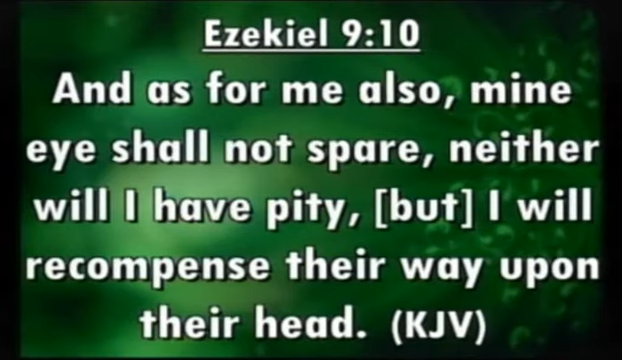 Ezekiel 9:10
And as for me also, mine
eye shall not spare, neither
will I have pity, [but] I will
recompense their way upon
their head. (KJV)